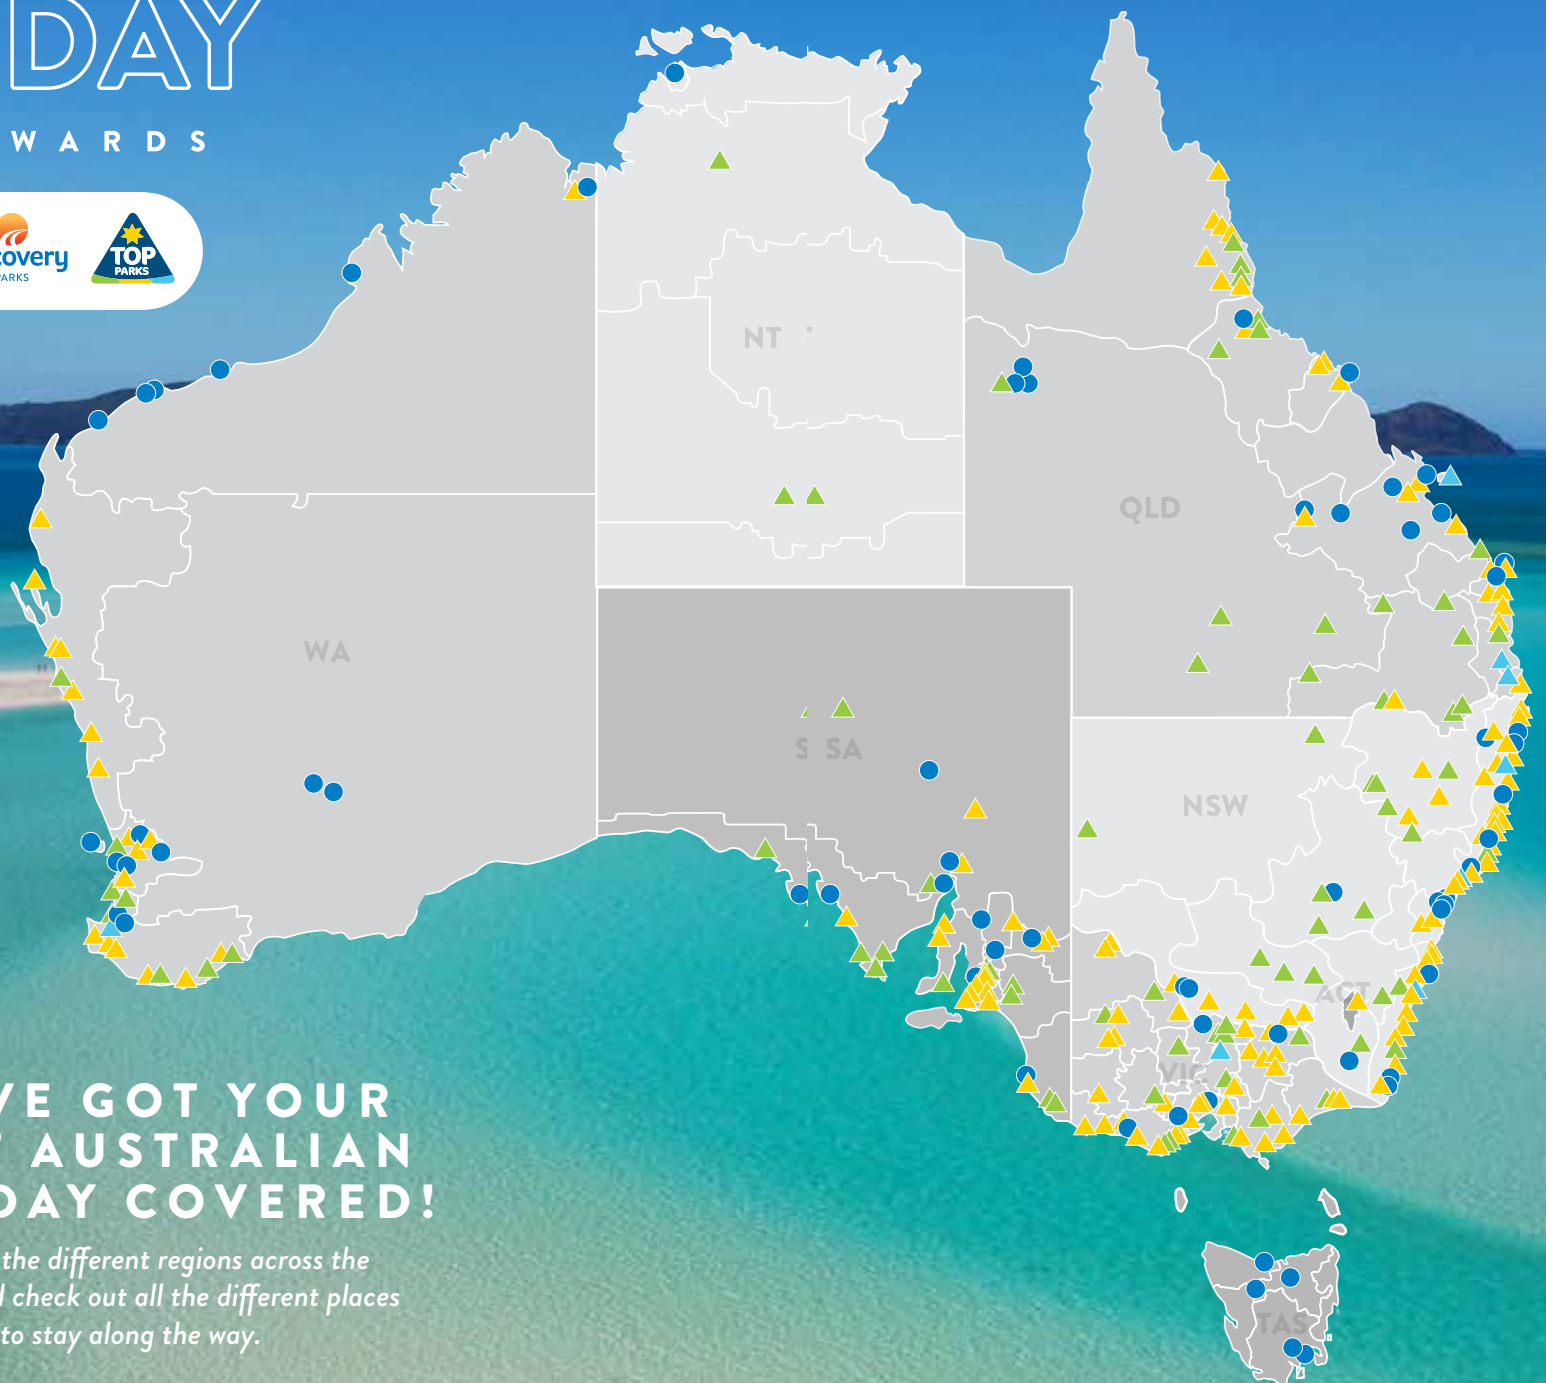 DAY
WARDS
covery
PARKS
TOP
PARKS
NT
QLD
WA
S SA
NSW
ACT
VIC
VE GOT YOUR
T AUSTRALIAN
DAY COVERED!
the different regions across the
d check out all the different places
to stay along the way.
TAS